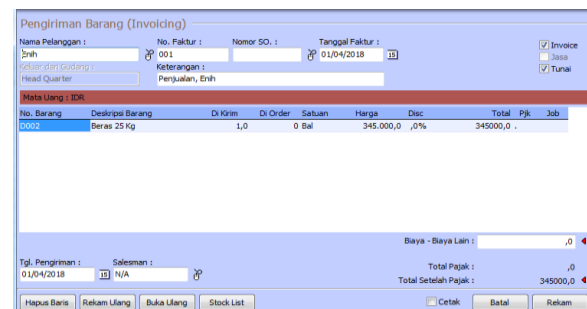 Pengiriman Barang (Invoicing)
Nama Pelanggan : No. Faktur : Nomor SO. : Tanggal Faktur :
Enih 001 01/04/2018 15
Invoice
Jasa
Tunai
Keluar dari Gudang : Keterangan :
Head Quarter Penjualan, Enih
Mata Uang : IDR
No. Barang Deskripsi Barang Di Kirim Di Order Satuan Harga Disc Total Pjk Job
D002 Beras 25 Kg 1,0 0 Bal 345.000,0 ,0% 345000,0 .
Biaya - Biaya Lain : ,0
Tgl. Pengiriman : Salesman :
01/04/2018 15 N/A
Total Pajak : ,0
Total Setelah Pajak : 345000,0
Hapus Baris Rekam Ulang Buka Ulang Stock List Cetak Batal Rekam